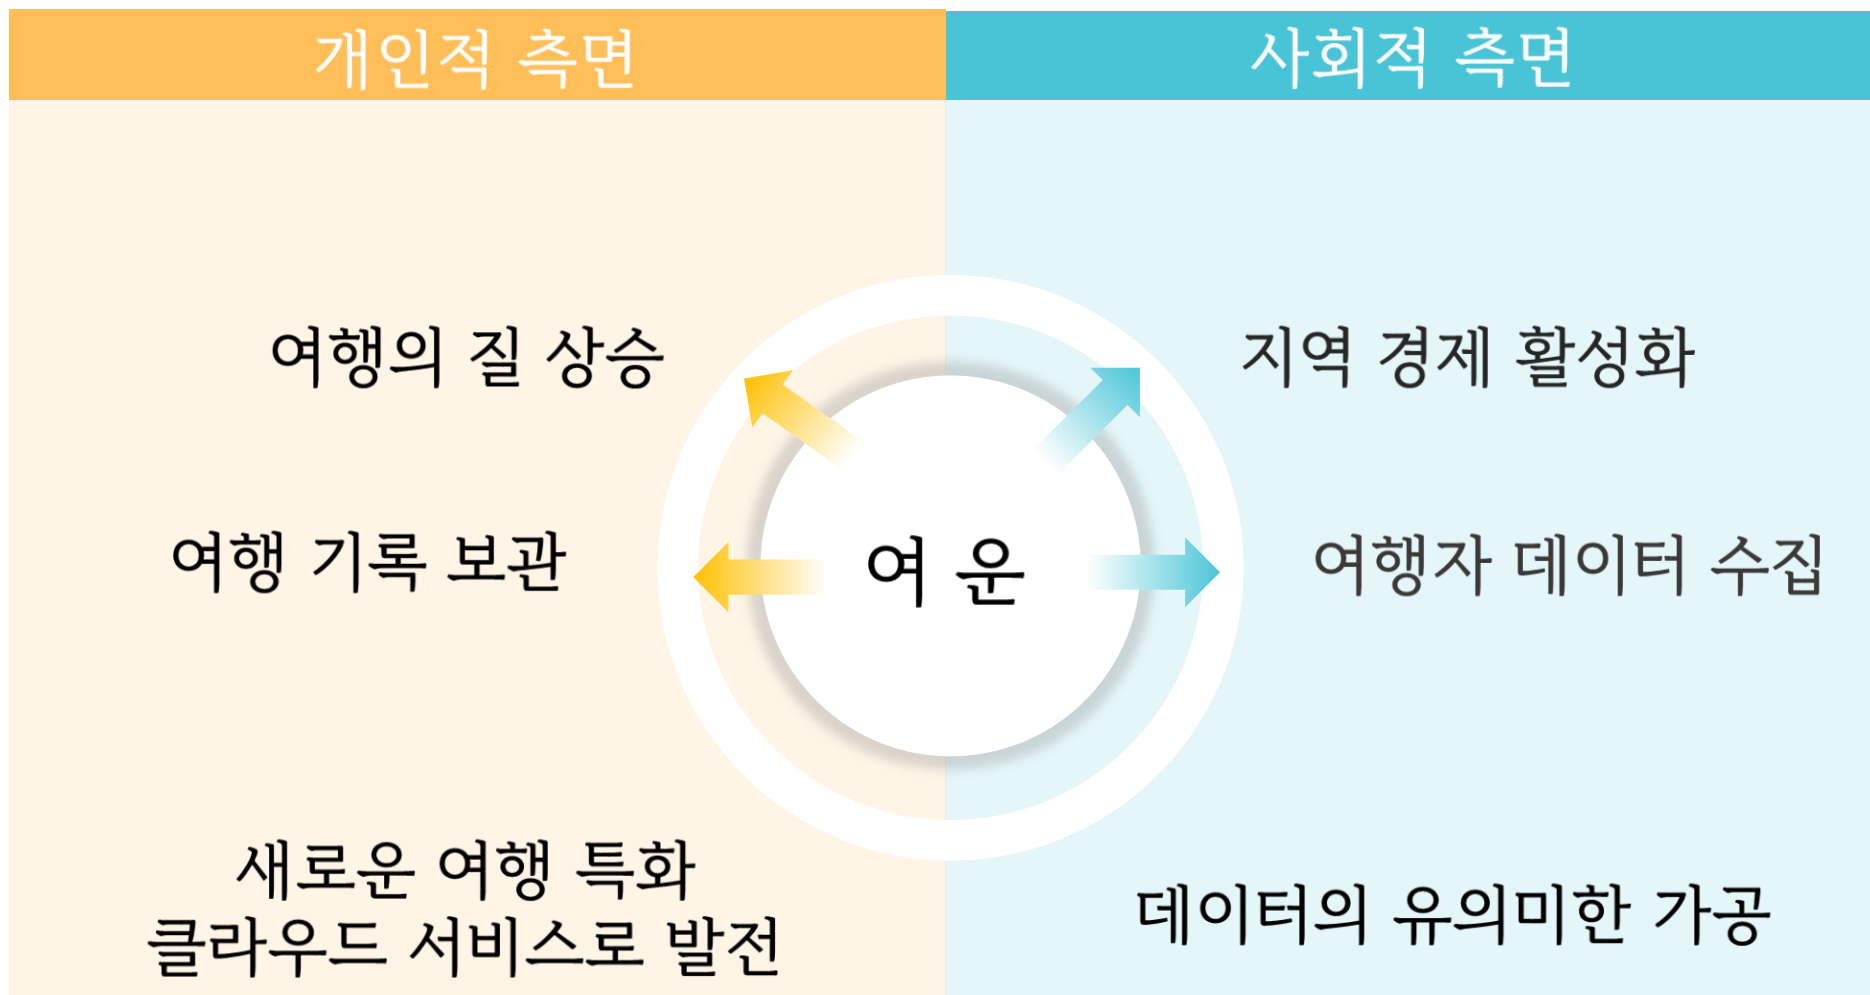 개인적 측면
사회적 측면
여행의 질 상승
지역 경제 활성화
여행 기록 보관
여 운
여행자 데이터 수집
새로운 여행 특화
클라우드 서비스로 발전
데이터의 유의미한 가공